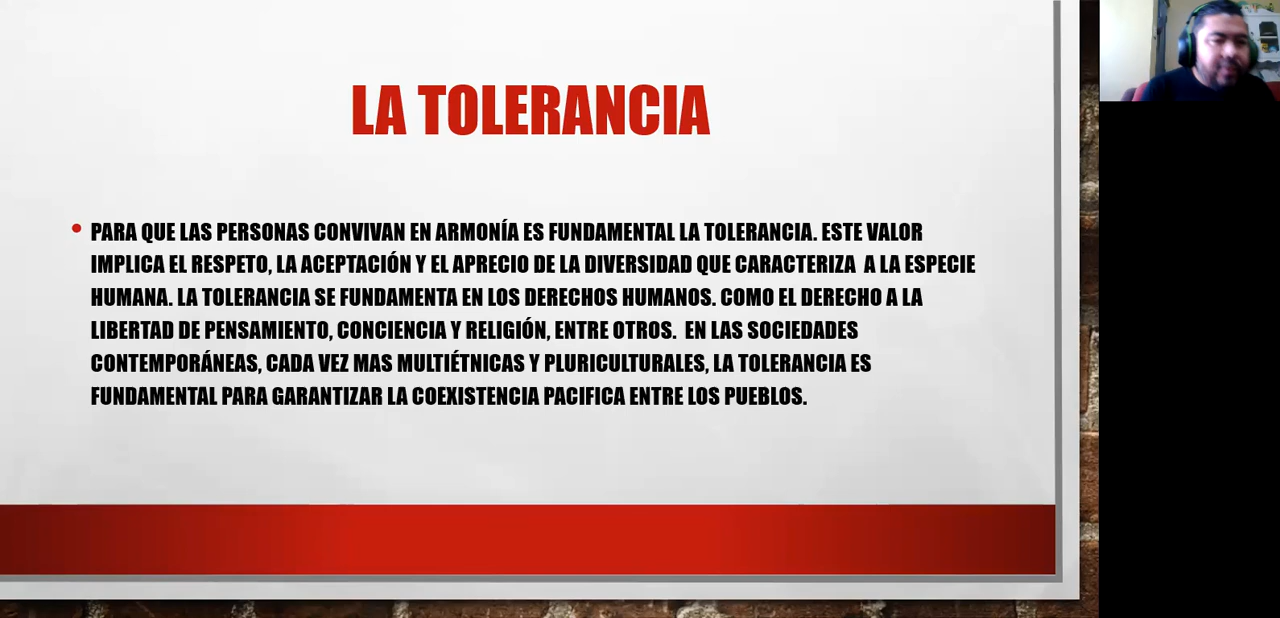 LA TOLERANCIA
• PARA QUE LAS PERSONAS CONVIVAN EN ARMONÍA ES FUNDAMENTAL LA TOLERANCIA. ESTE VALOR
IMPLICA EL RESPETO, LA ACEPTACIÓN Y EL APRECIO DE LA DIVERSIDAD QUE CARACTERIZA  A LA ESPECIE
HUMANA. LA TOLERANCIA SE FUNDAMENTA EN LOS DERECHOS HUMANOS. COMO EL DERECHO A LA
LIBERTAD DE PENSAMIENTO, CONCIENCIA Y RELIGIÓN, ENTRE OTROS.  EN LAS SOCIEDADES
CONTEMPORÁNEAS, CADA VEZ MAS MULTIÉTNICAS Y PLURICULTURALES, LA TOLERANCIA ES
FUNDAMENTAL PARA GARANTIZAR LA COEXISTENCIA PACIFICA ENTRE LOS PUEBLOS.